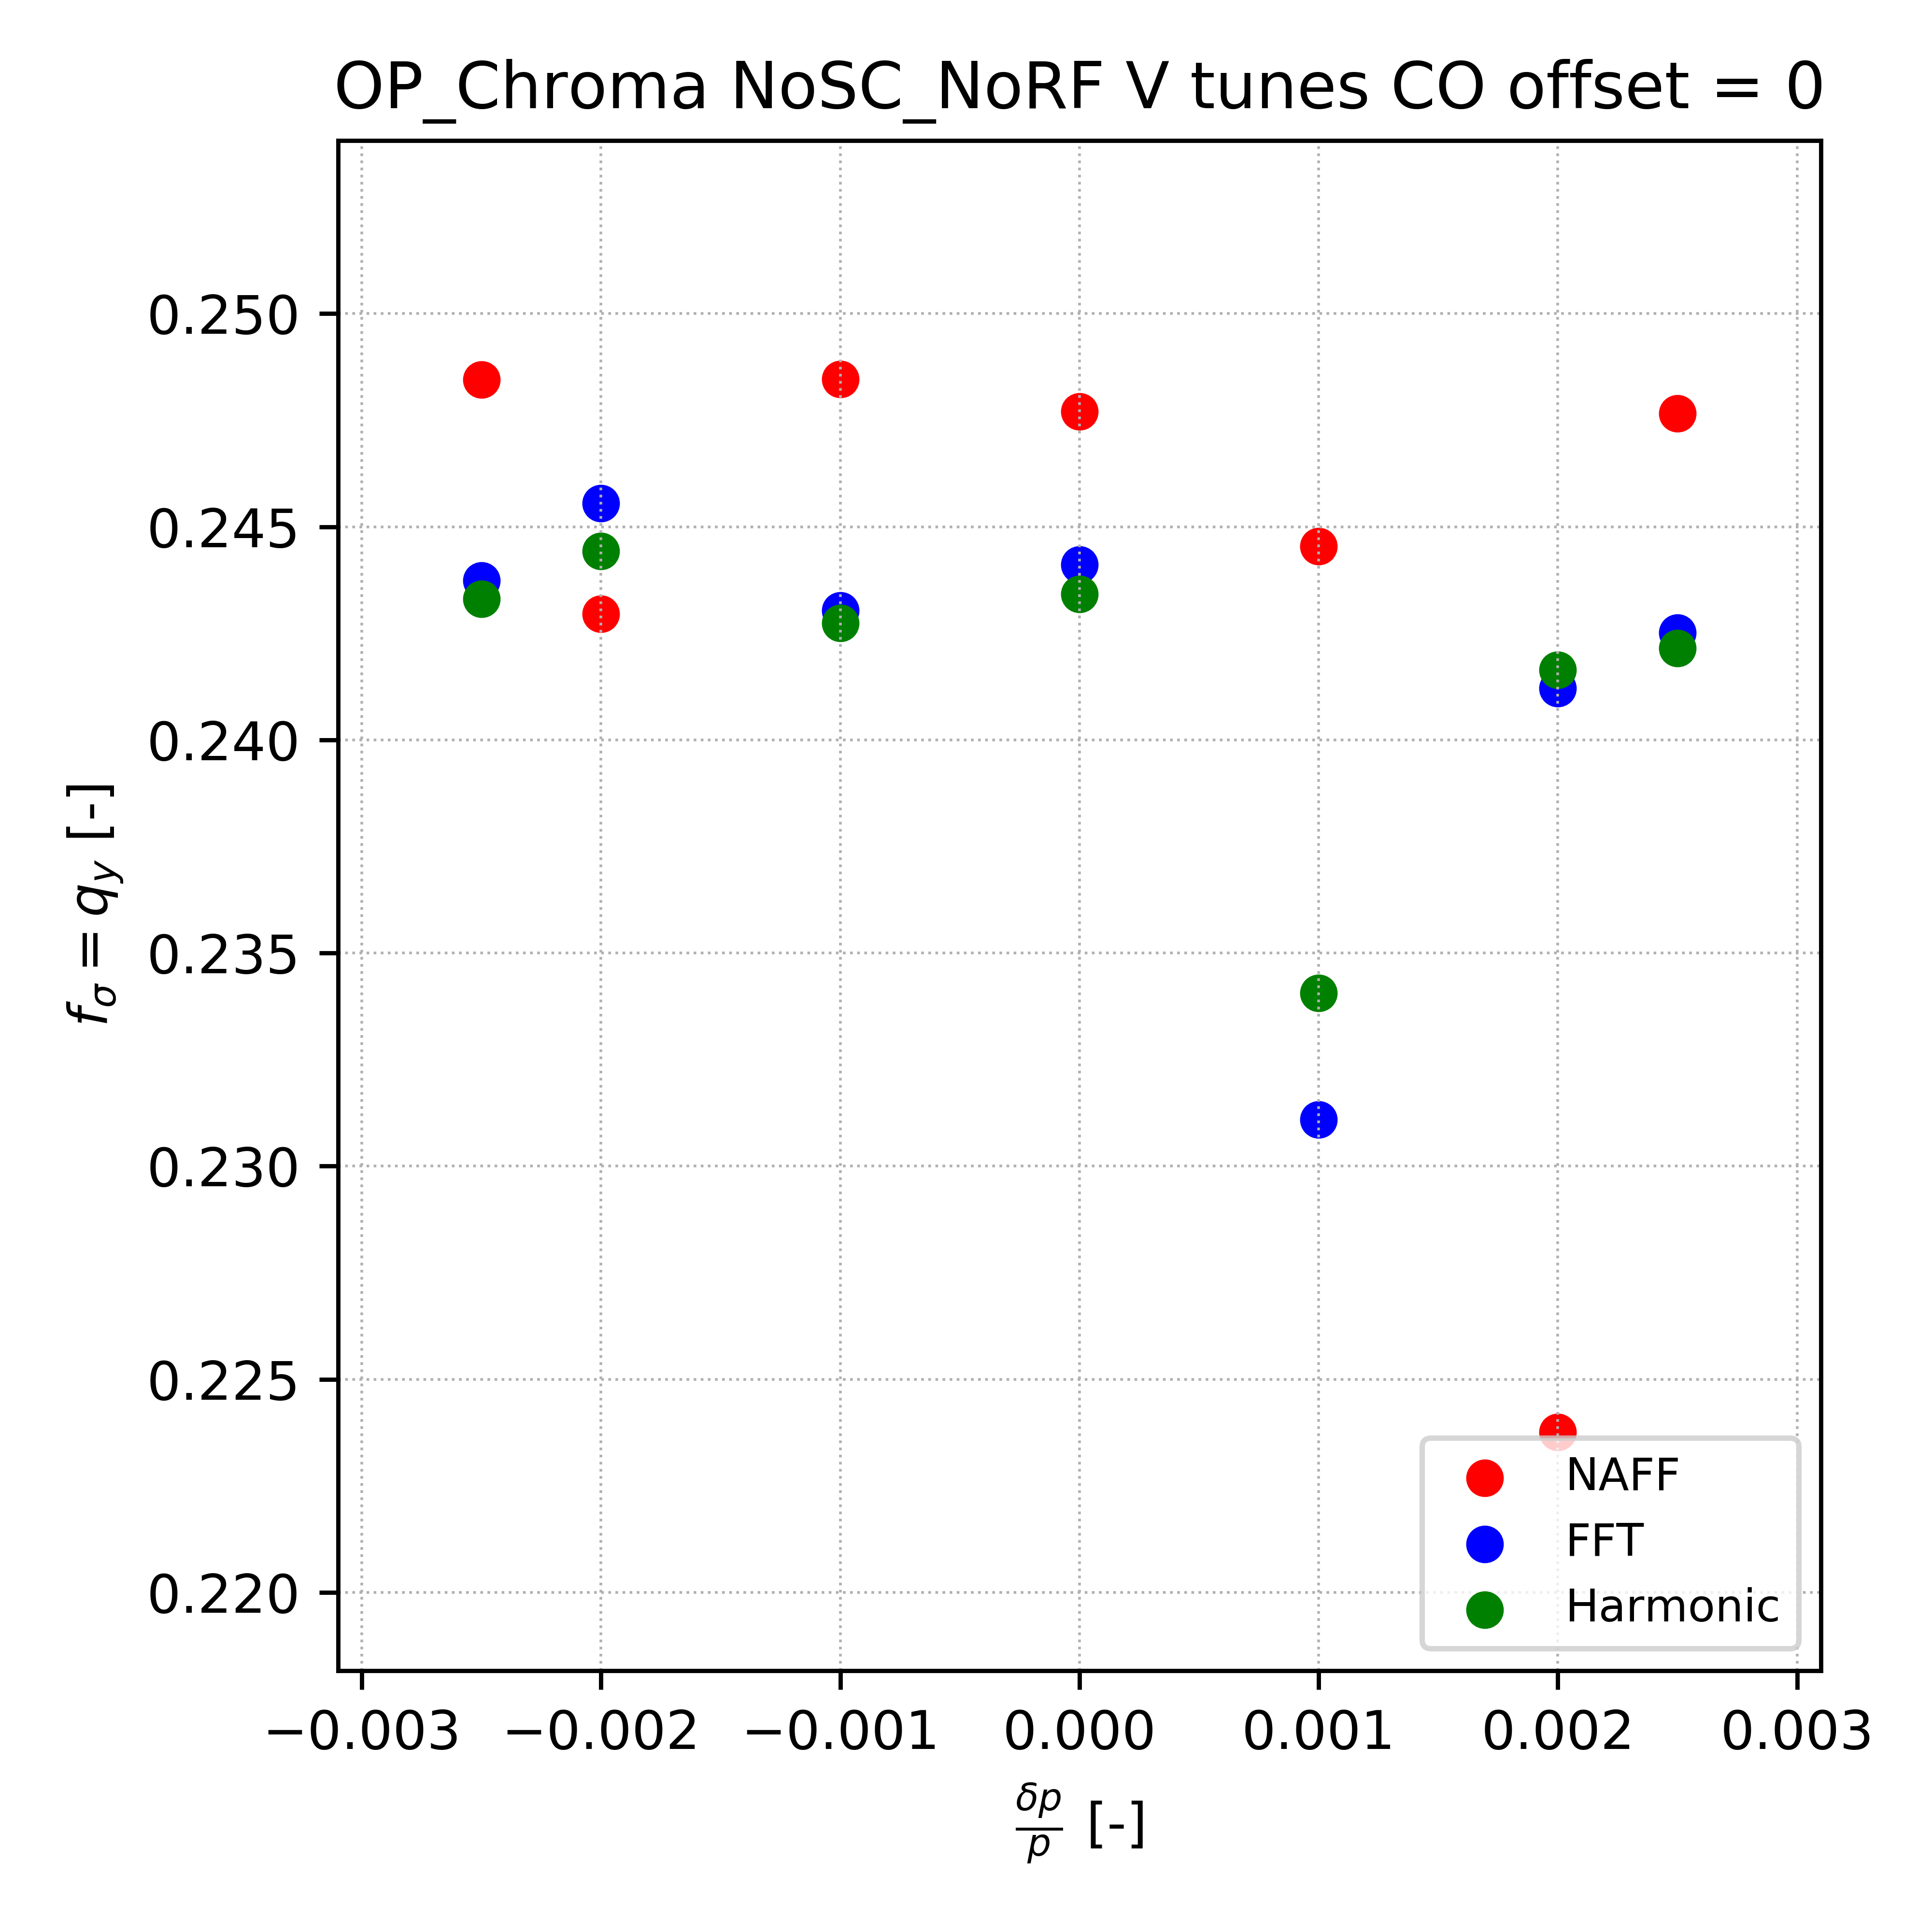 OP_Chroma NoSC_NoRF V tunes CO offset = 0
0.250
0.245
0.240
0.235
0.230
0.225
0.220
f_σ = q_y [-]
NAFF
FFT
Harmonic
−0.003 −0.002 −0.001 0.000 0.001 0.002 0.003
δp/p [-]